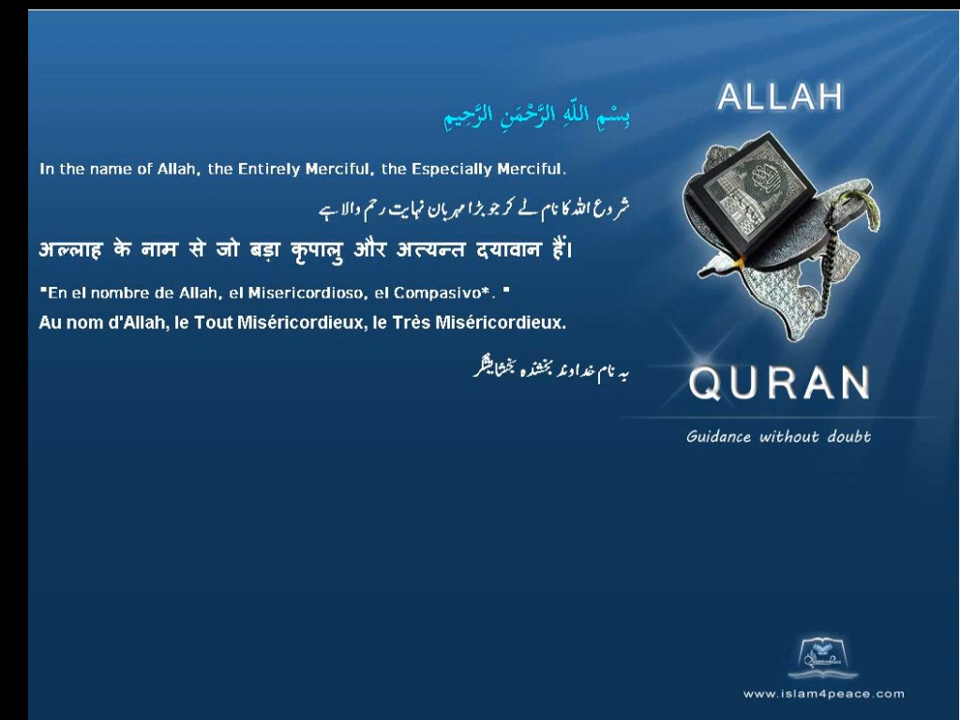 بِسْمِ اللّهِ الرَّحْمَنِ الرَّحِيمِ
In the name of Allah, the Entirely Merciful, the Especially Merciful.
شروع الله کا نام لے کر جو بڑا مہربان نہایت رحم والا ہے
अल्लाह के नाम से जो बड़ा कृपालु और अत्यन्त दयावान हैं।
"En el nombre de Allah, el Misericordioso, el Compasivo*. "
Au nom d'Allah, le Tout Miséricordieux, le Très Miséricordieux.
به نام خداوند بخشنده بخشایشگر
ALLAH
QURAN
Guidance without doubt
www.islam4peace.com